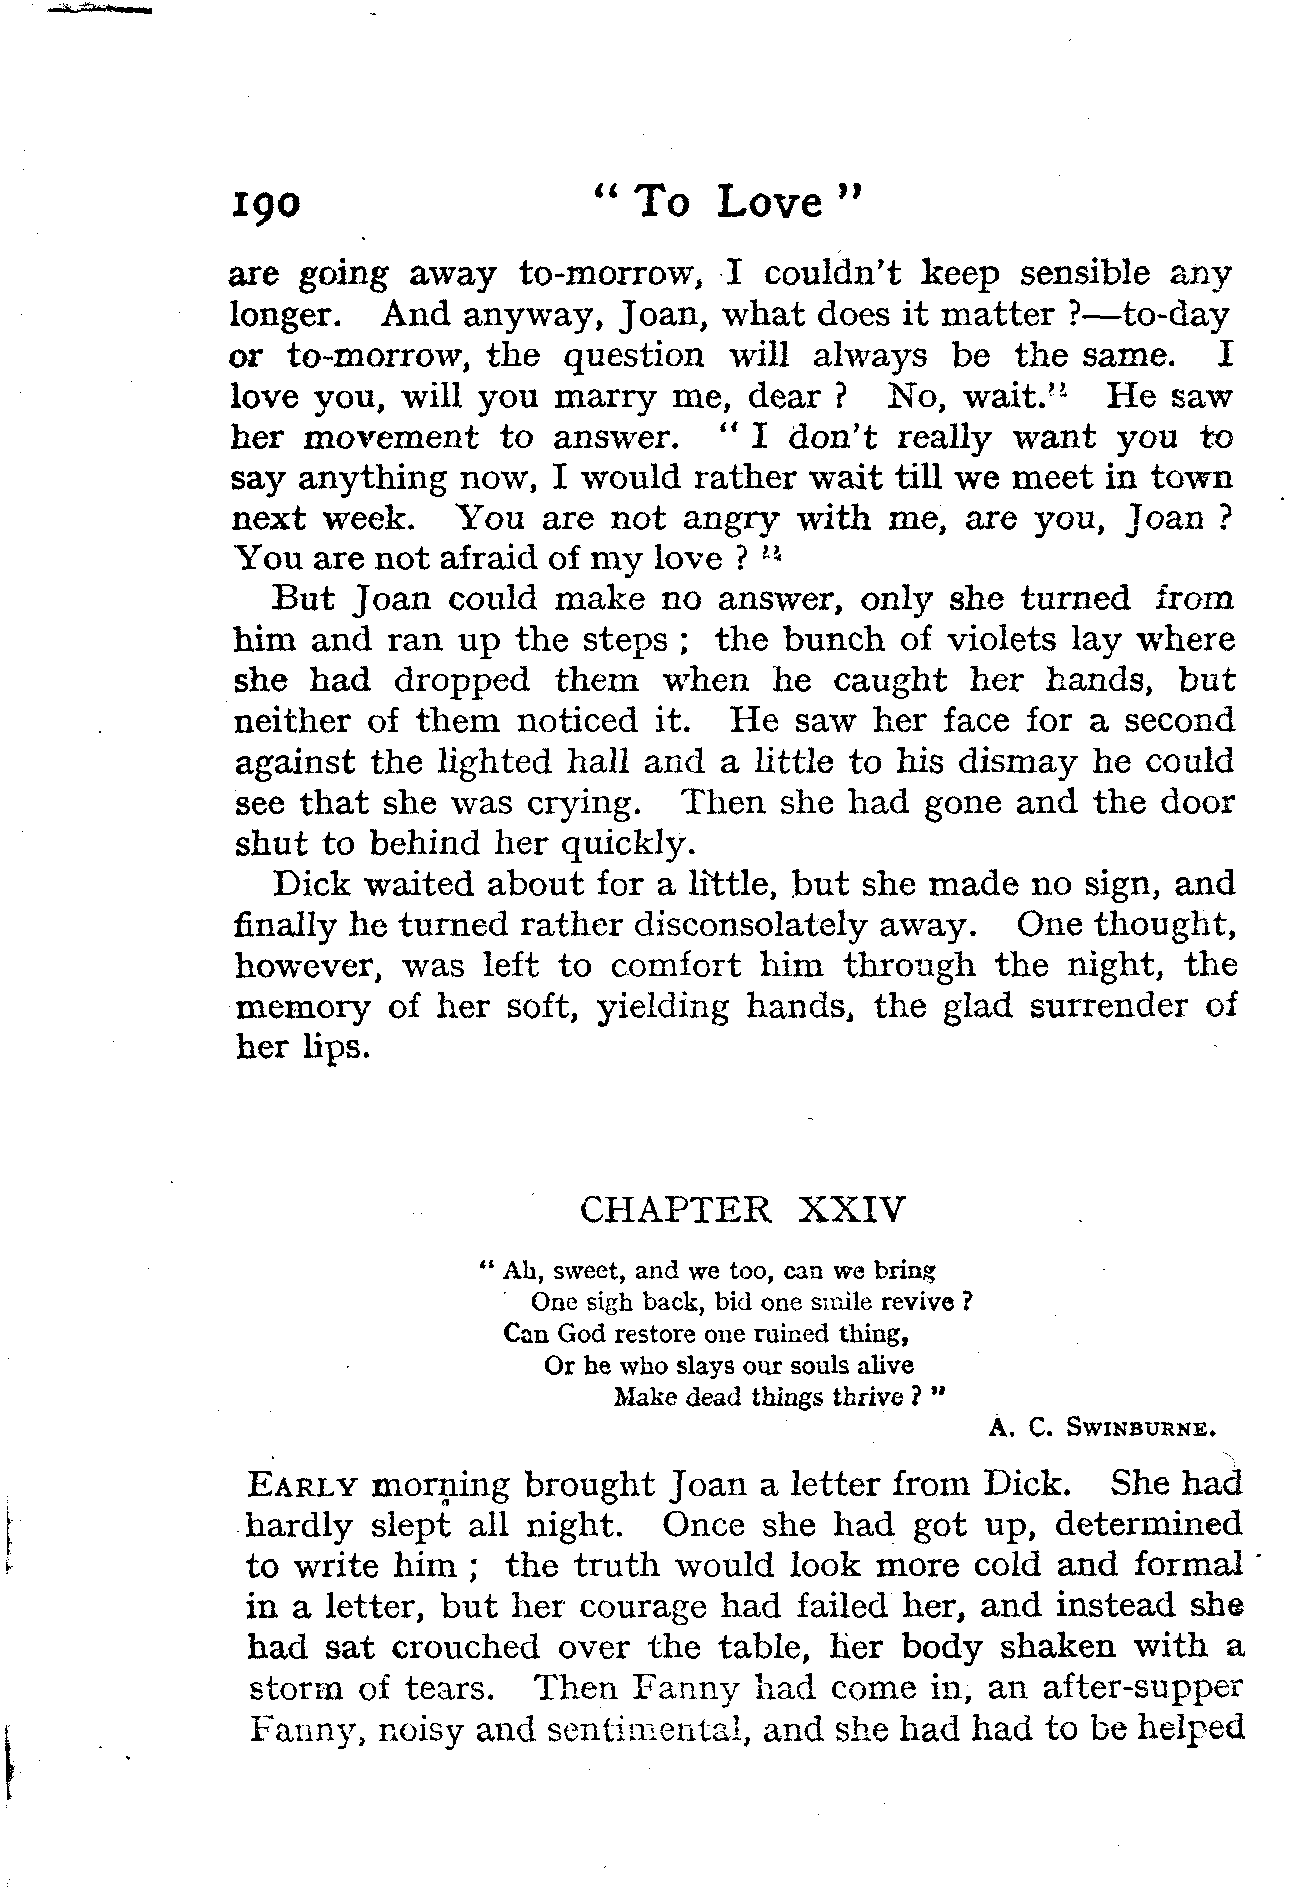 190 “ To Love ”
are going away to-morrow, I couldn't keep sensible any
longer. And anyway, Joan, what does it matter ?—to-day
or to-morrow, the question will always be the same. I
love you, will you marry me, dear ? No, wait.” He saw
her movement to answer. “ I don't really want you to
say anything now, I would rather wait till we meet in town
next week. You are not angry with me, are you, Joan ?
You are not afraid of my love ? ”
But Joan could make no answer, only she turned from
him and ran up the steps ; the bunch of violets lay where
she had dropped them when he caught her hands, but
neither of them noticed it. He saw her face for a second
against the lighted hall and a little to his dismay he could
see that she was crying. Then she had gone and the door
shut to behind her quickly.
Dick waited about for a little, but she made no sign, and
finally he turned rather disconsolately away. One thought,
however, was left to comfort him through the night, the
memory of her soft, yielding hands, the glad surrender of
her lips.
CHAPTER XXIV
“ Ah, sweet, and we too, can we bring
One sigh back, bid one smile revive ?
Can God restore one ruined thing,
Or he who slays our souls alive
Make dead things thrive ? ”
A. C. SWINBURNE.
EARLY morning brought Joan a letter from Dick. She had
hardly slept all night. Once she had got up, determined
to write him ; the truth would look more cold and formal
in a letter, but her courage had failed her, and instead she
had sat crouched over the table, her body shaken with a
storm of tears. Then Fanny had come in, an after-supper
Fanny, noisy and sentimental, and she had had to be helped